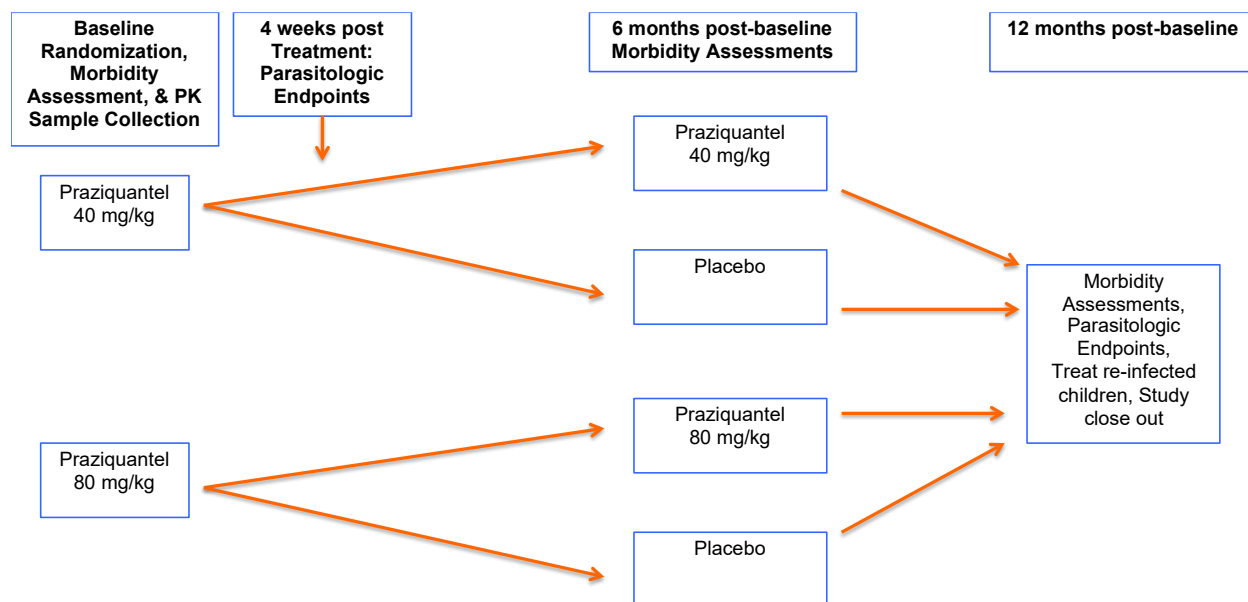 Baseline
Randomization,
Morbidity
Assessment, & PK
Sample Collection
4 weeks post
Treatment:
Parasitologic
Endpoints
6 months post-baseline
Morbidity Assessments
12 months post-baseline
Praziquantel
40 mg/kg
Praziquantel
40 mg/kg
Placebo
Praziquantel
80 mg/kg
Praziquantel
80 mg/kg
Placebo
Morbidity
Assessments,
Parasitologic
Endpoints,
Treat re-infected
children, Study
close out